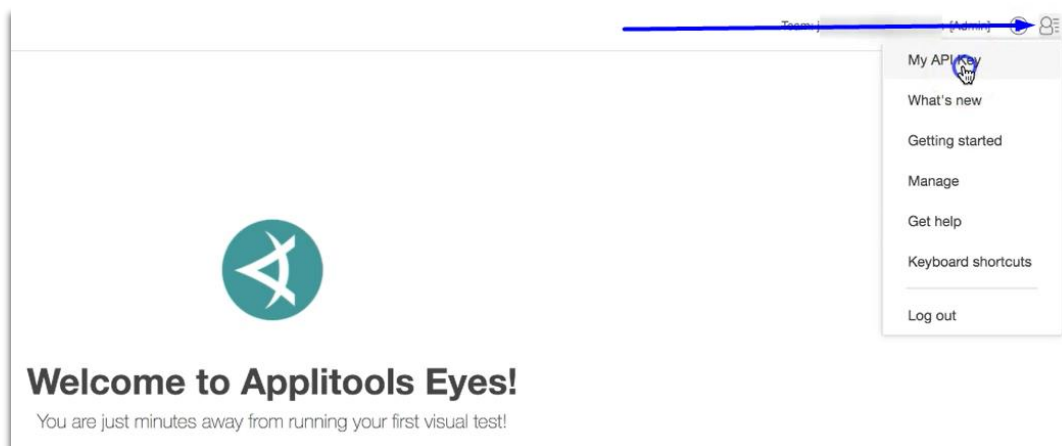 Team: j [Admin]
My API Key
What's new
Getting started
Manage
Get help
Keyboard shortcuts
Log out
Welcome to Applitools Eyes!
You are just minutes away from running your first visual test!